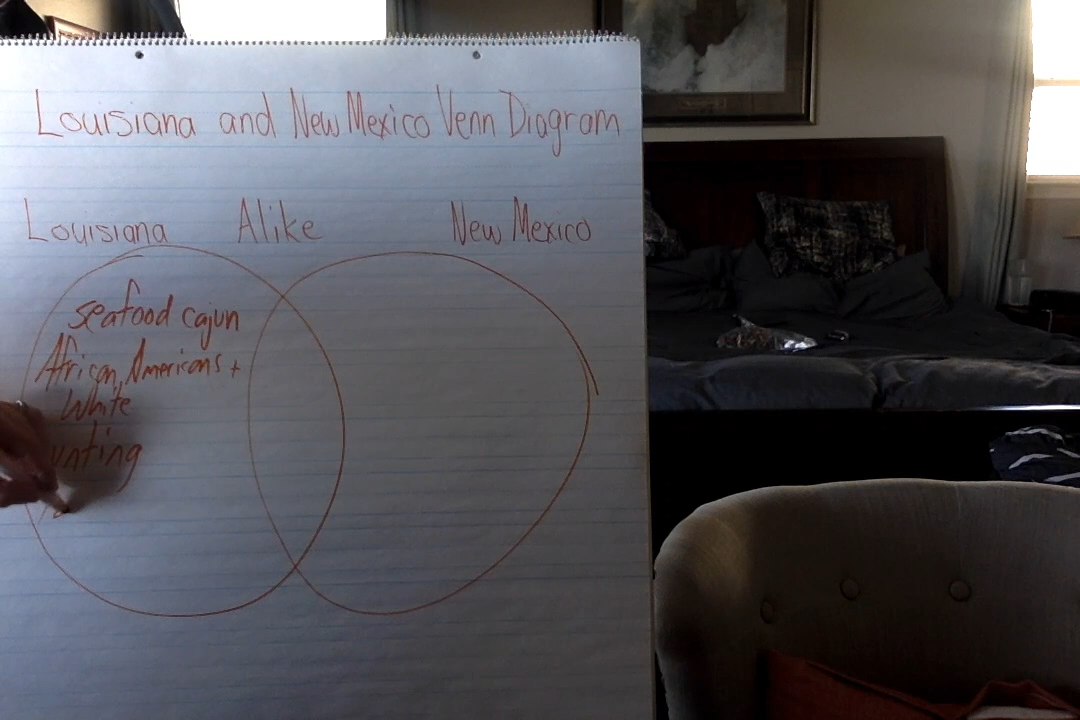 Louisiana and New Mexico Venn Diagram
Louisiana Alike New Mexico
seafood cajun
African Americans +
White